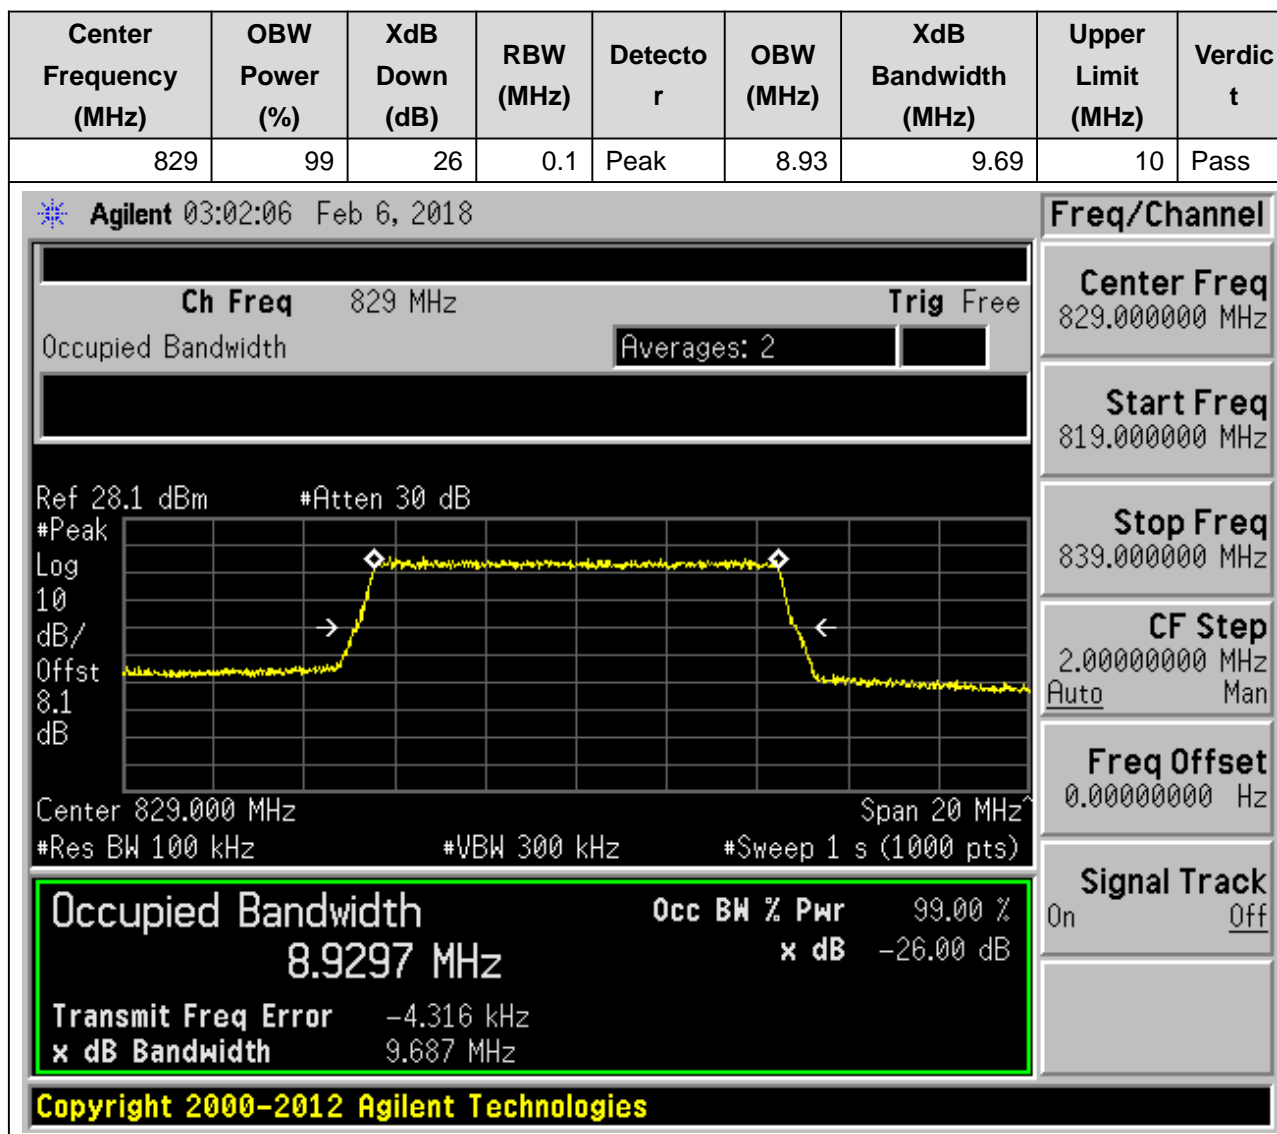 Center Frequency (MHz) OBW Power (%) XdB Down (dB) RBW (MHz) Detector OBW (MHz) XdB Bandwidth (MHz) Upper Limit (MHz) Verdict
829 99 26 0.1 Peak 8.93 9.69 10 Pass
Agilent 03:02:06 Feb 6, 2018 Freq/Channel
Ch Freq 829 MHz Trig Free
Occupied Bandwidth Averages: 2
Center Freq
829.000000 MHz
Start Freq
819.000000 MHz
Stop Freq
839.000000 MHz
CF Step
2.00000000 MHz
Auto Man
Freq Offset
0.00000000 Hz
Signal Track
On Off
Ref 28.1 dBm #Atten 30 dB
#Peak
Log
10
dB/
Offst
8.1
dB
Center 829.000 MHz Span 20 MHz^
#Res BW 100 kHz #VBW 300 kHz #Sweep 1 s (1000 pts)
Occupied Bandwidth Occ BW % Pwr 99.00 %
8.9297 MHz x dB -26.00 dB
Transmit Freq Error -4.316 kHz
x dB Bandwidth 9.687 MHz
Copyright 2000-2012 Agilent Technologies